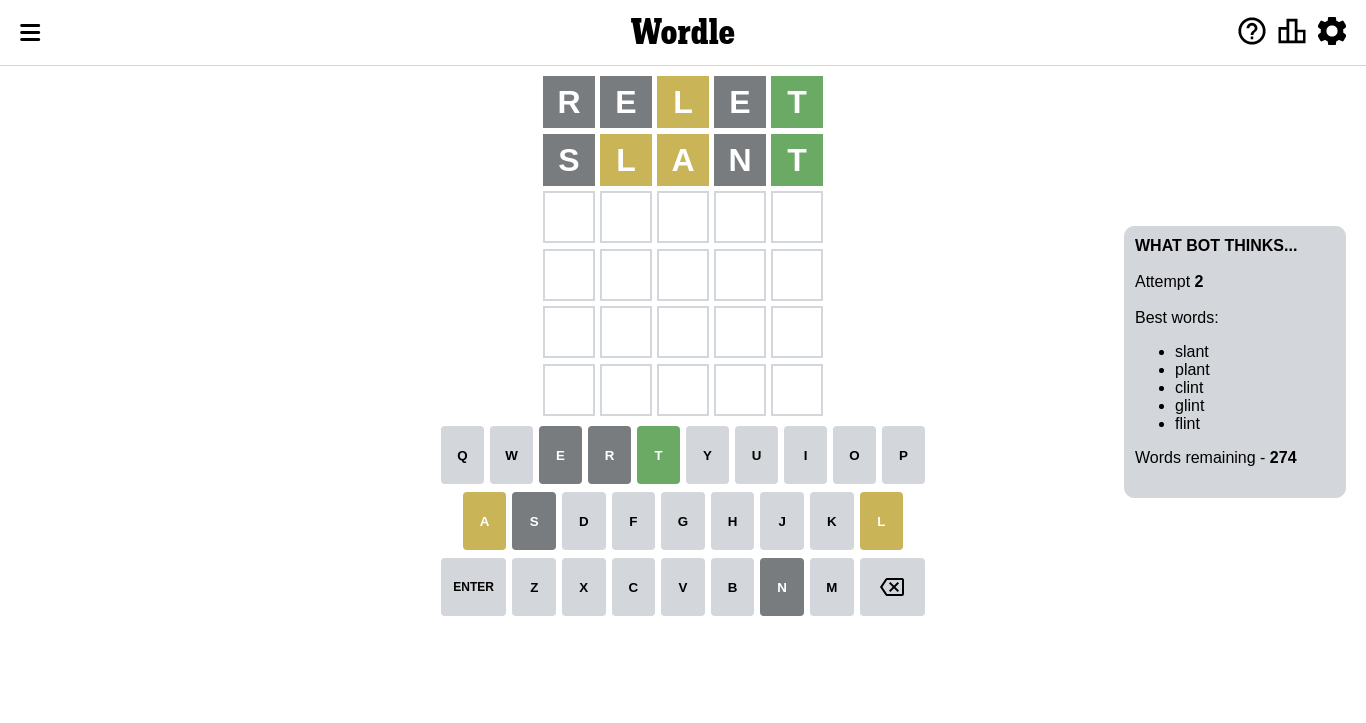 Wordle
R E L E T
S L A N T
WHAT BOT THINKS...
Attempt 2
Best words:
slant
plant
clint
glint
flint
Words remaining - 274
Q W E R T Y U I O P
A S D F G H J K L
ENTER Z X C V B N M